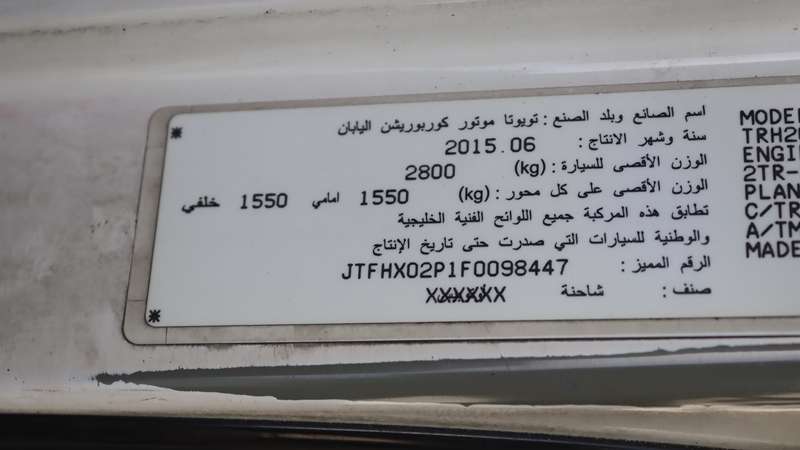 اسم الصانع وبلد الصنع : تويوتا موتور كوربوريشن اليابان
سنة وشهر الانتاج : 2015.06
الوزن الأقصى للسيارة : (kg) 2800
الوزن الأقصى على كل محور : (kg) 1550 امامي 1550 خلفي
تطابق هذه المركبة جميع اللوائح الفنية الخليجية
والوطنية للسيارات التي صدرت حتى تاريخ الإنتاج
الرقم المميز : JTFHX02P1F0098447
صنف : شاحنة
MODE
TRH2
ENGI
2TR-
PLAN
C/TR
A/TM
MADE